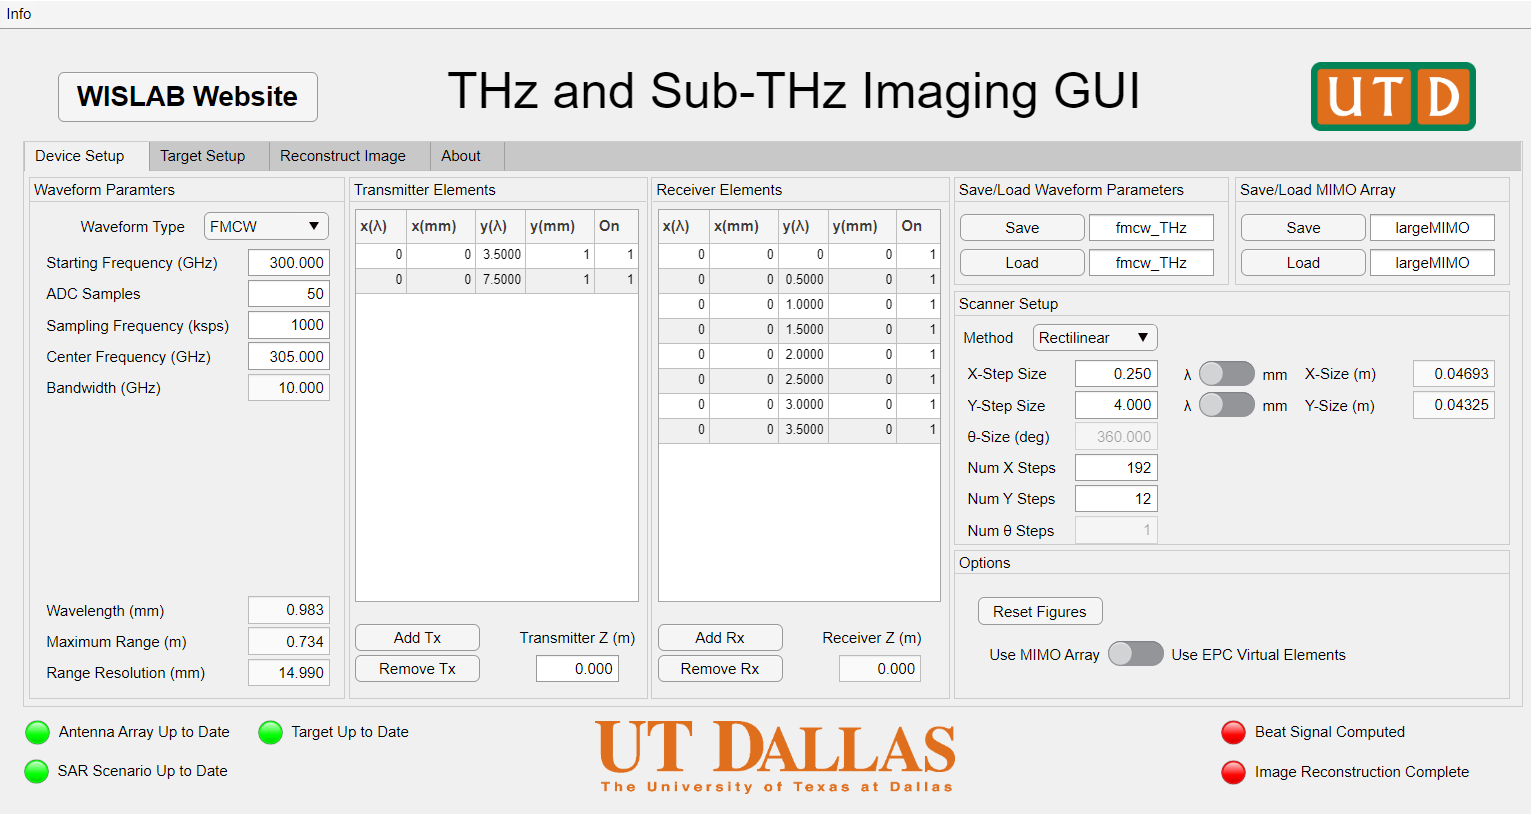 Info
WISLAB Website
THz and Sub-THz Imaging GUI
UTD
Device Setup Target Setup Reconstruct Image About
Waveform Paramters
Waveform Type FMCW
Starting Frequency (GHz) 300.000
ADC Samples 50
Sampling Frequency (ksps) 1000
Center Frequency (GHz) 305.000
Bandwidth (GHz) 10.000
Wavelength (mm) 0.983
Maximum Range (m) 0.734
Range Resolution (mm) 14.990
Transmitter Elements
x(λ) x(mm) y(λ) y(mm) On
0 0 3.5000 1 1
0 0 7.5000 1 1
Add Tx Transmitter Z (m)
Remove Tx 0.000
Receiver Elements
x(λ) x(mm) y(λ) y(mm) On
0 0 0 0 1
0 0 0.5000 0 1
0 0 1.0000 0 1
0 0 1.5000 0 1
0 0 2.0000 0 1
0 0 2.5000 0 1
0 0 3.0000 0 1
0 0 3.5000 0 1
Add Rx Receiver Z (m)
Remove Rx 0.000
Save/Load Waveform Parameters
Save fmcw_THz
Load fmcw_THz
Save/Load MIMO Array
Save largeMIMO
Load largeMIMO
Scanner Setup
Method Rectilinear
X-Step Size 0.250 λ mm X-Size (m) 0.04693
Y-Step Size 4.000 λ mm Y-Size (m) 0.04325
θ-Size (deg) 360.000
Num X Steps 192
Num Y Steps 12
Num θ Steps 1
Options
Reset Figures
Use MIMO Array Use EPC Virtual Elements
Antenna Array Up to Date Target Up to Date
SAR Scenario Up to Date
UT DALLAS
The University of Texas at Dallas
Beat Signal Computed
Image Reconstruction Complete